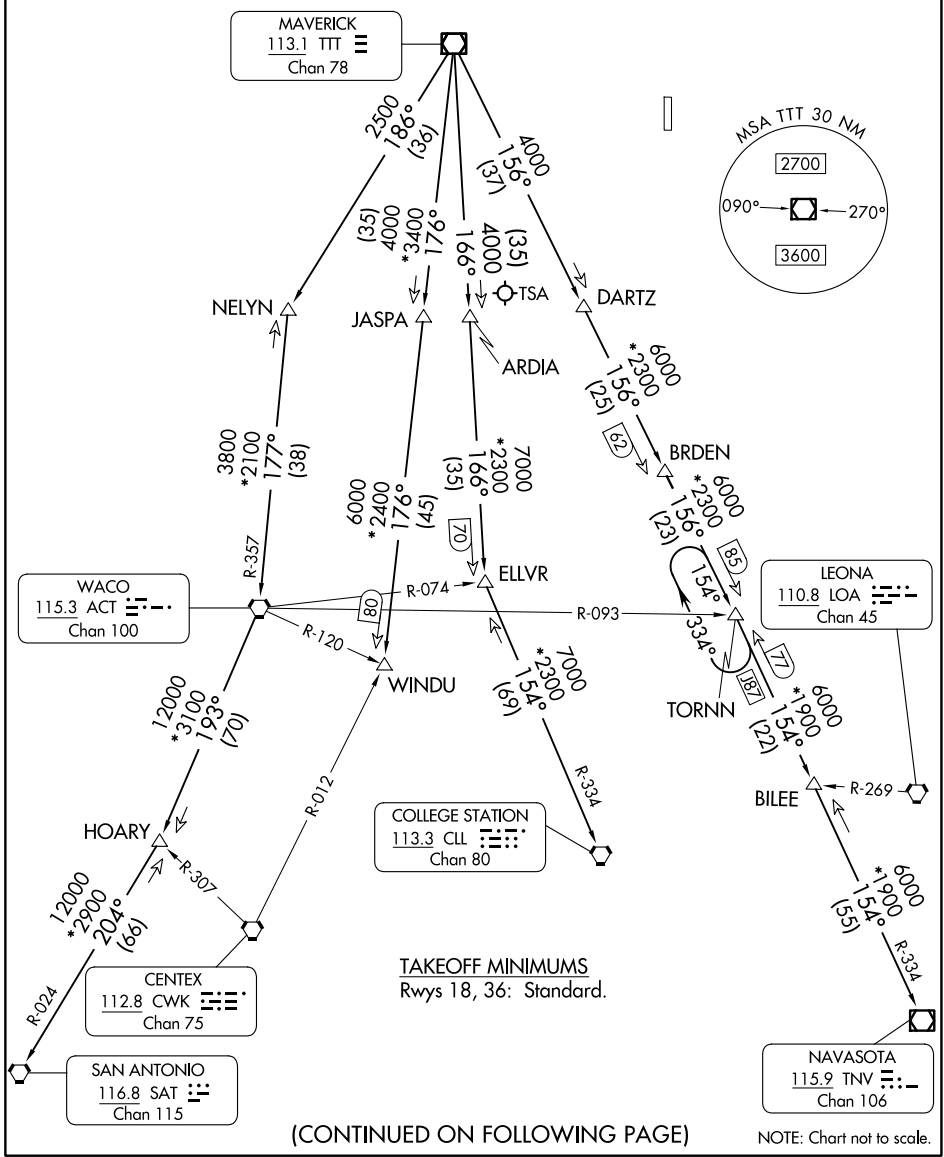 MAVERICK
113.1 TTT
Chan 78
MSA TTT 30 NM
2700
090°
270°
3600
2500
186°
(36)
(35)
4000
*3400
176°
(35)
4000
166°
4000
156°
(37)
TSA
NELYN
JASPA
ARDIA
DARTZ
6000
*2300
156°
(25)
62
BRDEN
3800
*2100
177°
(38)
R-357
6000
*2400
176°
(45)
80
7000
*2300
166°
(35)
70
ELLVR
6000
*2300
156°
(23)
85
154°
334°
77
J87
TORNN
WACO
115.3 ACT
Chan 100
R-074
R-093
R-120
WINDU
LEONA
110.8 LOA
Chan 45
12000
*3100
193°
(70)
7000
*2300
154°
(69)
R-334
6000
*1900
154°
(22)
BILEE
R-269
R-012
HOARY
R-307
COLLEGE STATION
113.3 CLL
Chan 80
12000
*2900
204°
(66)
R-024
6000
*1900
154°
(55)
R-334
CENTEX
112.8 CWK
Chan 75
TAKEOFF MINIMUMS
Rwys 18, 36: Standard.
SAN ANTONIO
116.8 SAT
Chan 115
NAVASOTA
115.9 TNV
Chan 106
(CONTINUED ON FOLLOWING PAGE)
NOTE: Chart not to scale.